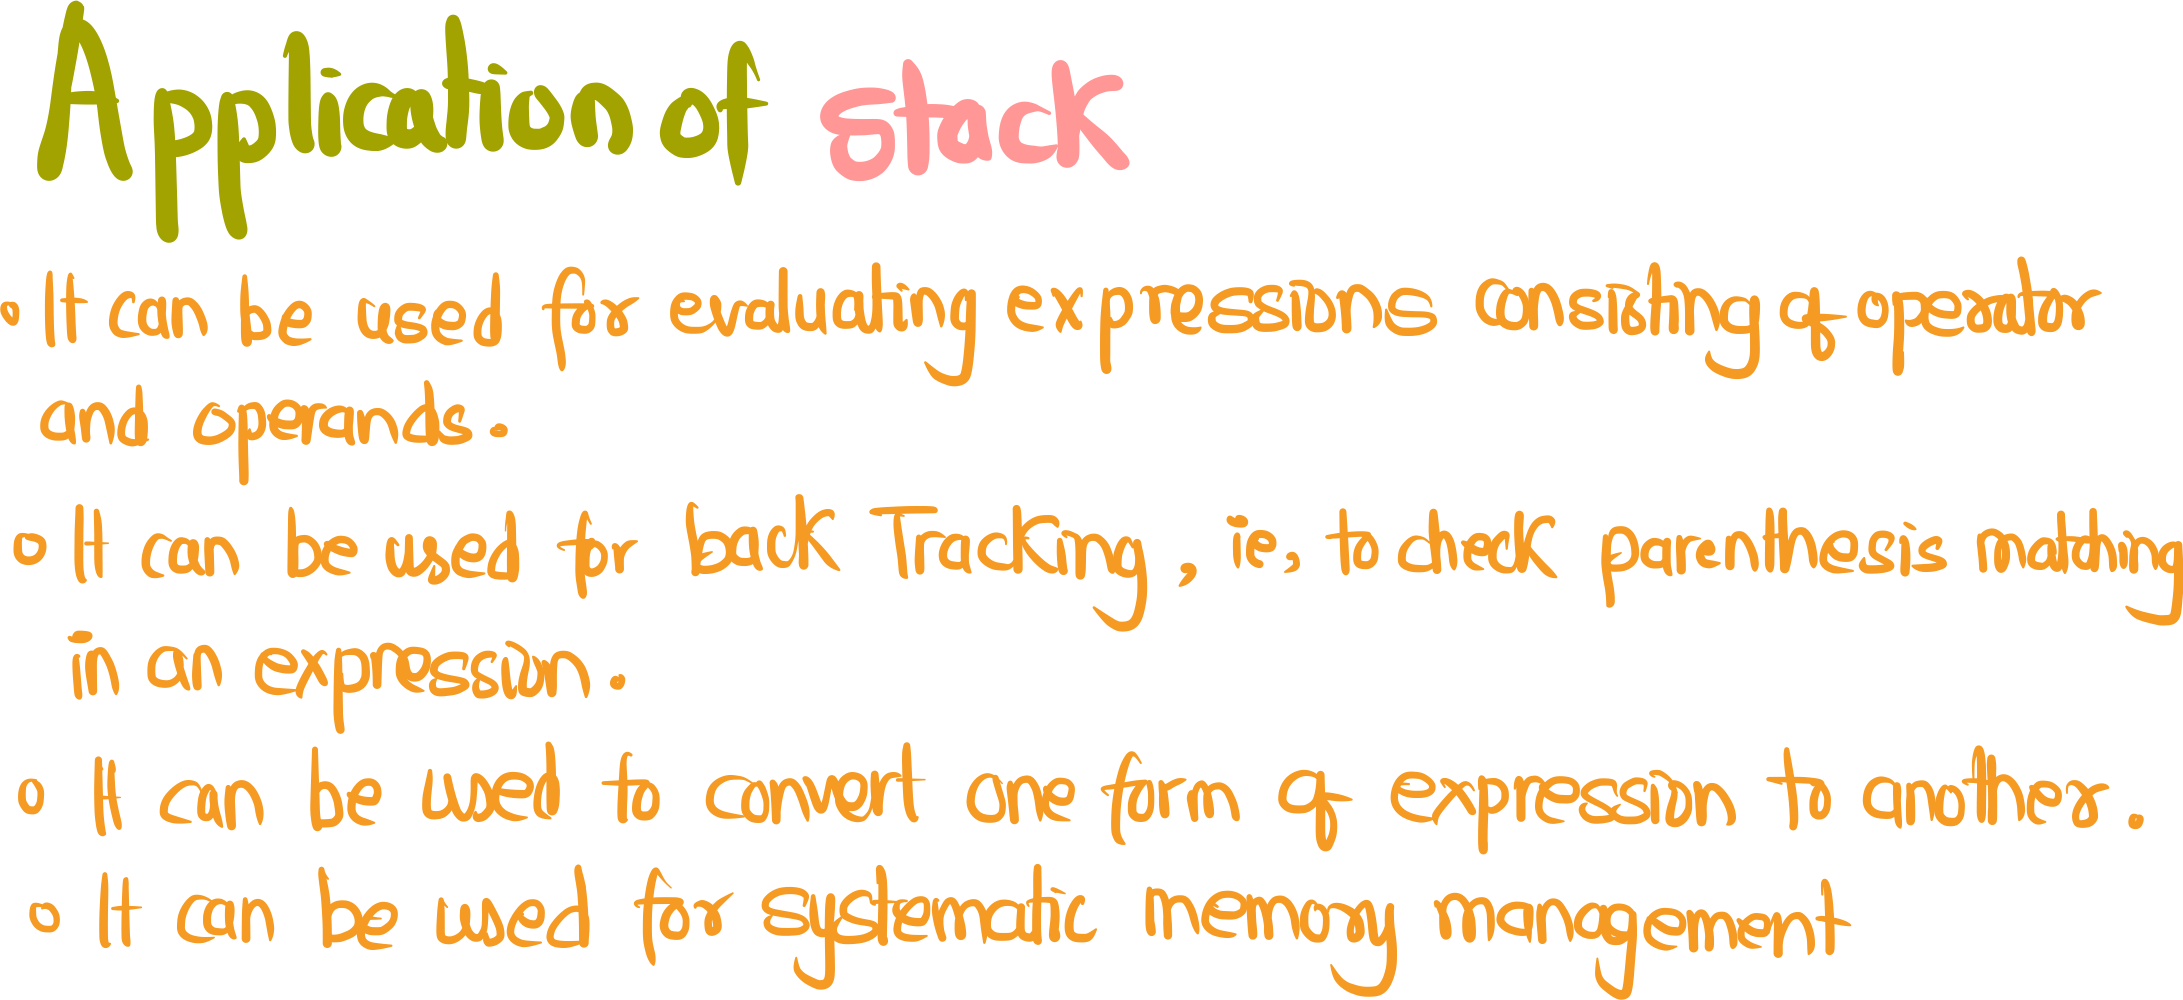 Application of stack
• It can be used for evaluating expressions consisting of operator
and operands.
• It can be used for back Tracking, ie, to check parenthesis matching
in an expression.
• It can be used to convert one form of expression to another.
• It can be used for systematic memory management